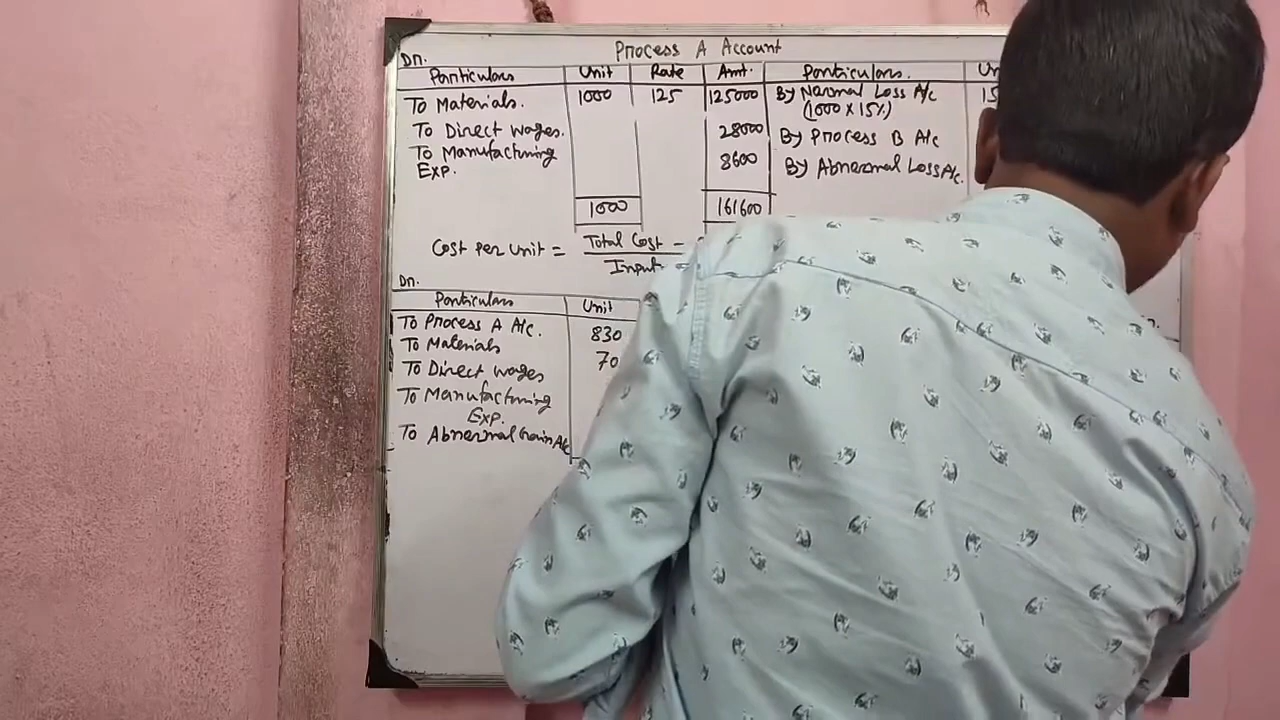 Process A Account
Dr.
Particulars Unit Rate Amt. Particulars.
To Materials. 1000 125 125000 By Normal Loss A/c
(1000 X 15%)
To Direct wages. 28000 By Process B A/c
To Manufacturing 8600 By Abnormal Loss A/c.
Exp.
1000 161600
Cost per unit = Total Cost -
Input
Dr.
Particulars Unit
To Process A A/c. 830
To Materials 70
To Direct wages
To Manufacturing
Exp.
To Abnormal Gain A/c